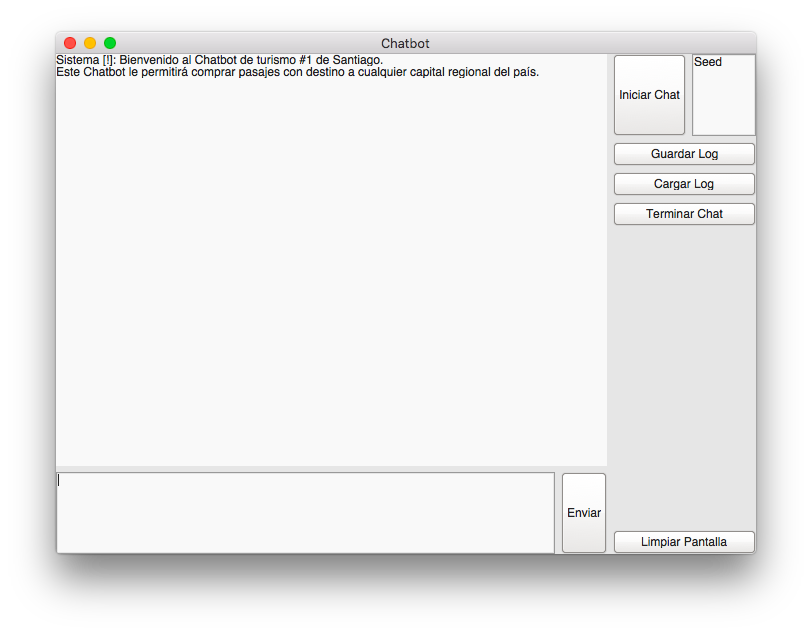 Chatbot
Sistema [!]: Bienvenido al Chatbot de turismo #1 de Santiago.
Este Chatbot le permitirá comprar pasajes con destino a cualquier capital regional del país.
Iniciar Chat
Seed
Guardar Log
Cargar Log
Terminar Chat
Enviar
Limpiar Pantalla